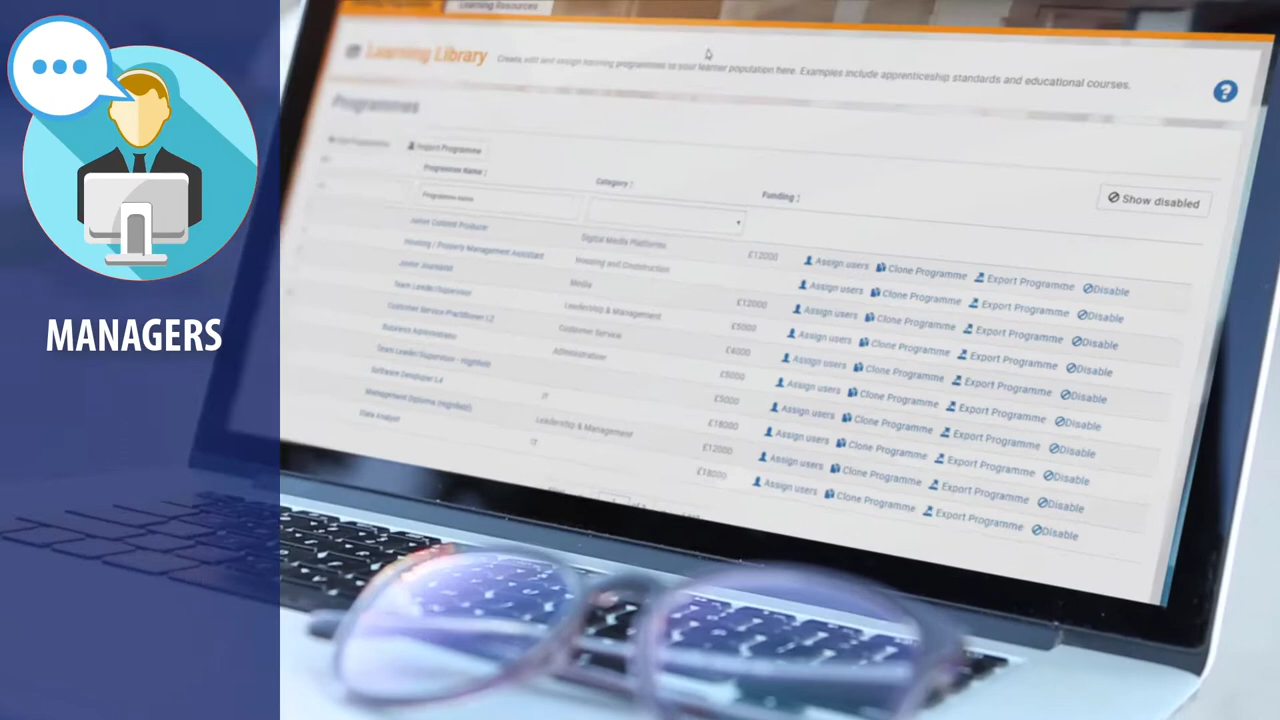 MANAGERS
Learning Resources
Learning Library
Create, edit and assign learning programmes to your learner population here. Examples include apprenticeship standards and educational courses.
?
Programmes
Import Programme
Show disabled
Programme Name
Category
Funding
Programme name
Junior Content Producer Digital Media Platforms £12000 Assign users Clone Programme Export Programme Disable
Housing / Property Management Assistant Housing and Construction Assign users Clone Programme Export Programme Disable
Junior Journalist Media £12000 Assign users Clone Programme Export Programme Disable
Team Leader/Supervisor Leadership & Management £5000 Assign users Clone Programme Export Programme Disable
Customer Service Practitioner L2 Customer Service £4000 Assign users Clone Programme Export Programme Disable
Business Administrator Administration £5000 Assign users Clone Programme Export Programme Disable
Team Leader/Supervisor - Highfield £5000 Assign users Clone Programme Export Programme Disable
Software Developer L4 IT £18000 Assign users Clone Programme Export Programme Disable
Management Diploma (Highfield) Leadership & Management £12000 Assign users Clone Programme Export Programme Disable
Data Analyst IT £18000 Assign users Clone Programme Export Programme Disable